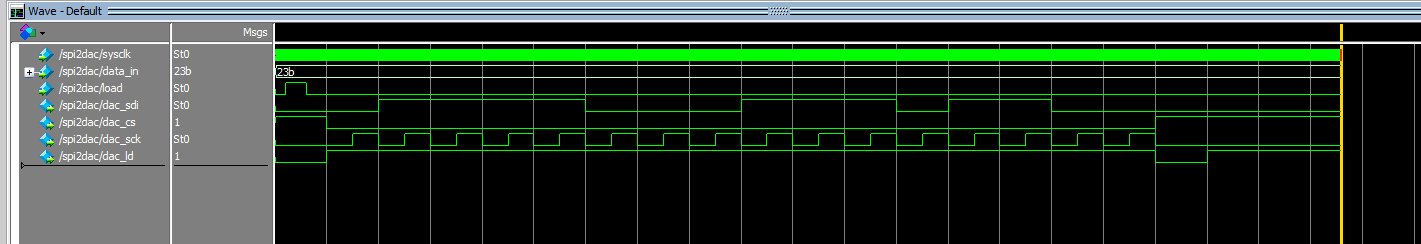 Wave - Default
Msgs
/spi2dac/sysclk St0
/spi2dac/data_in 23b 23b
/spi2dac/load St0
/spi2dac/dac_sdi St0
/spi2dac/dac_cs 1
/spi2dac/dac_sck St0
/spi2dac/dac_ld 1